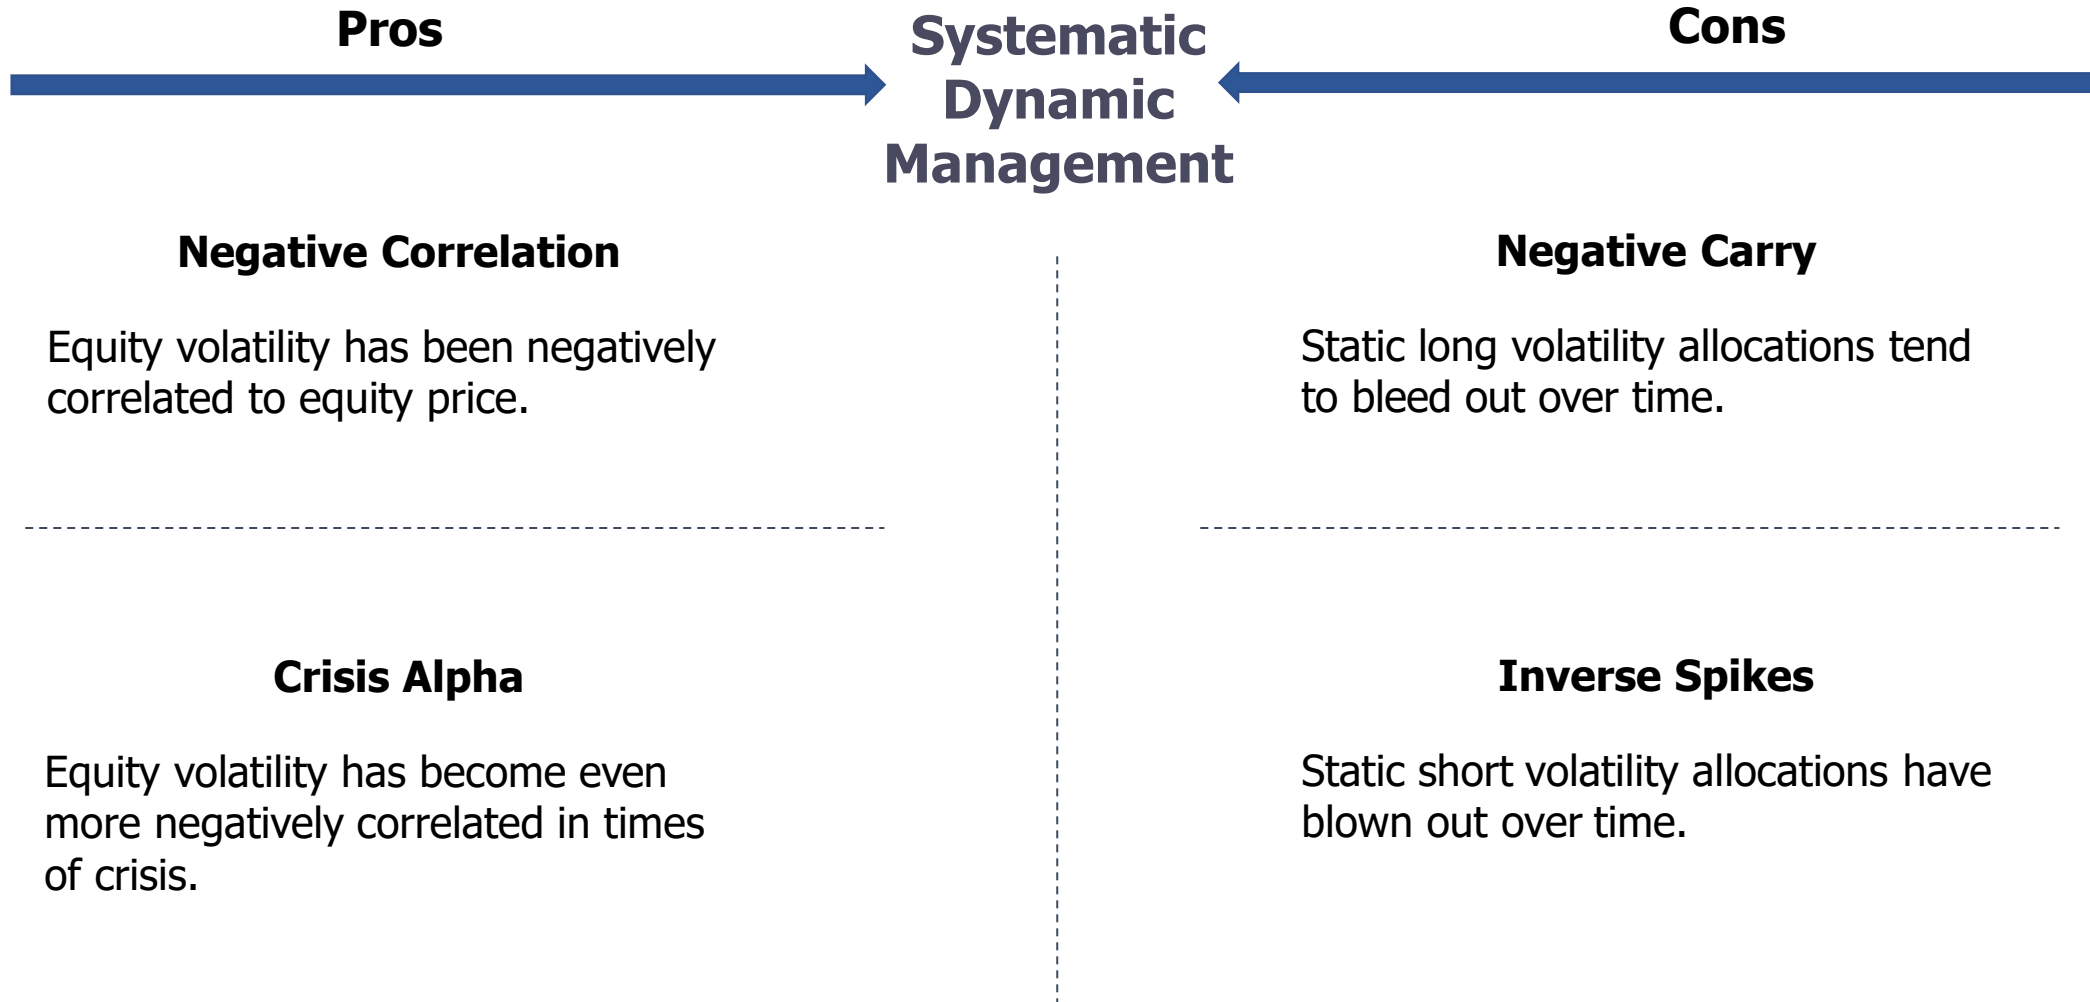 Pros
Systematic
Dynamic
Management
Cons
Negative Correlation
Equity volatility has been negatively
correlated to equity price.
Negative Carry
Static long volatility allocations tend
to bleed out over time.
Crisis Alpha
Equity volatility has become even
more negatively correlated in times
of crisis.
Inverse Spikes
Static short volatility allocations have
blown out over time.